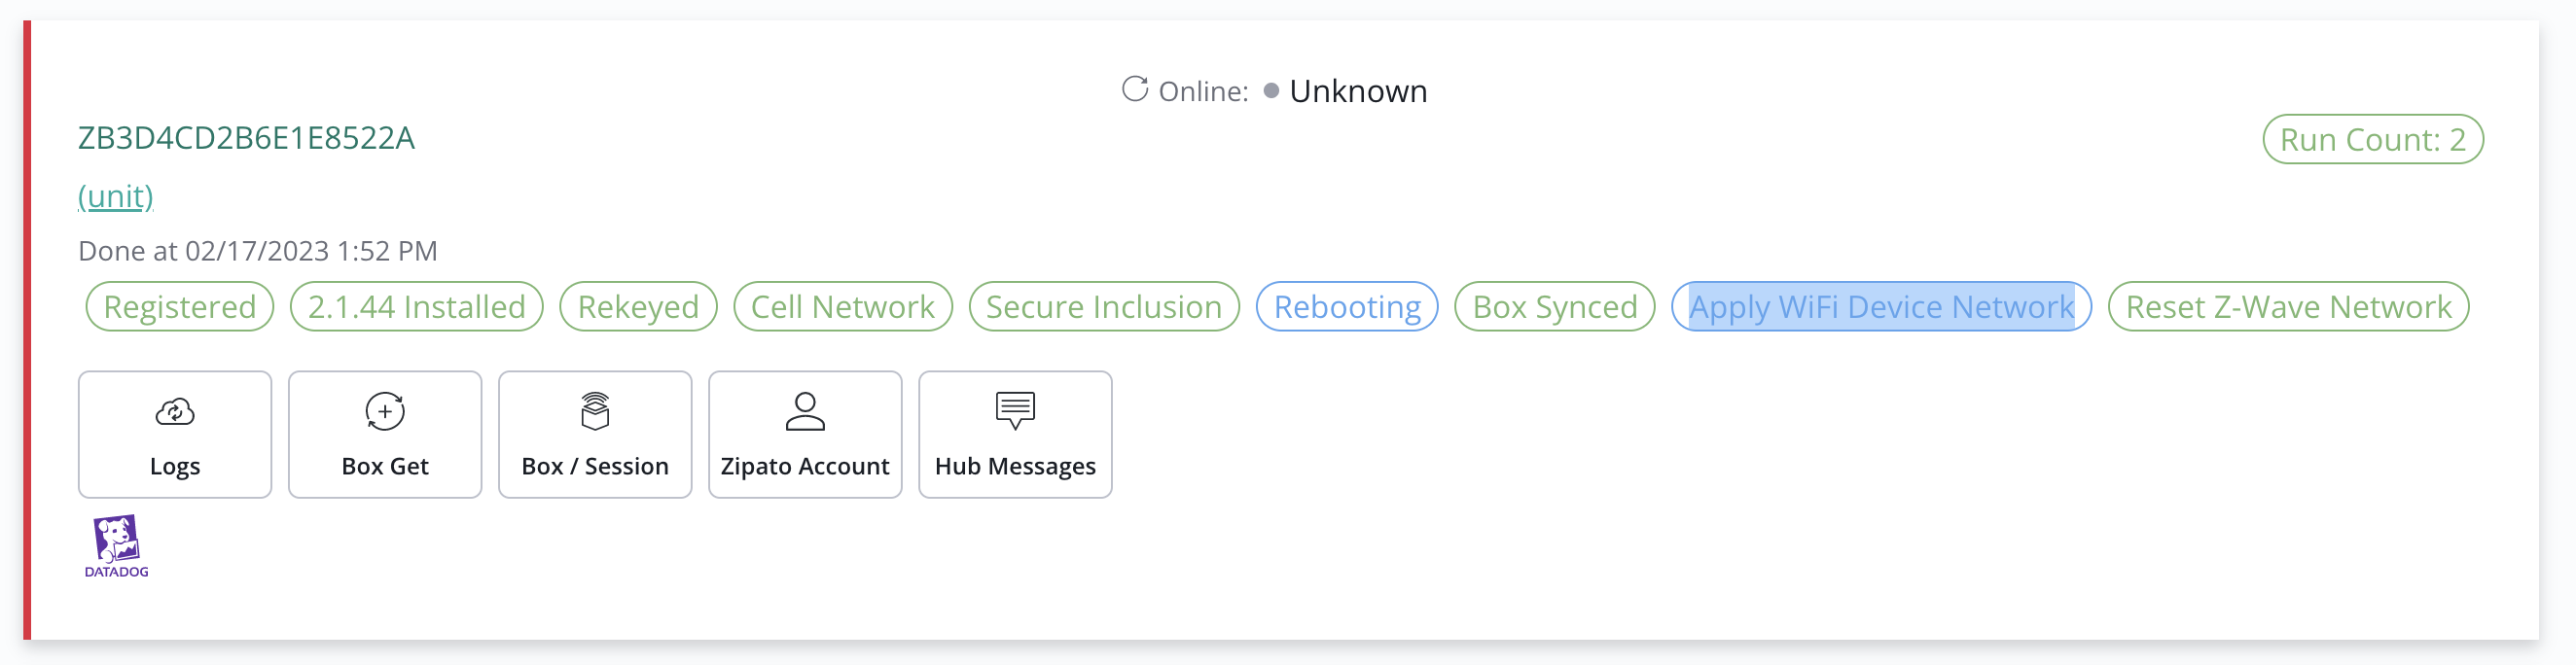 Online: Unknown
ZB3D4CD2B6E1E8522A
Run Count: 2
(unit)
Done at 02/17/2023 1:52 PM
Registered 2.1.44 Installed Rekeyed Cell Network Secure Inclusion Rebooting Box Synced Apply WiFi Device Network Reset Z-Wave Network
Logs Box Get Box / Session Zipato Account Hub Messages
DATADOG